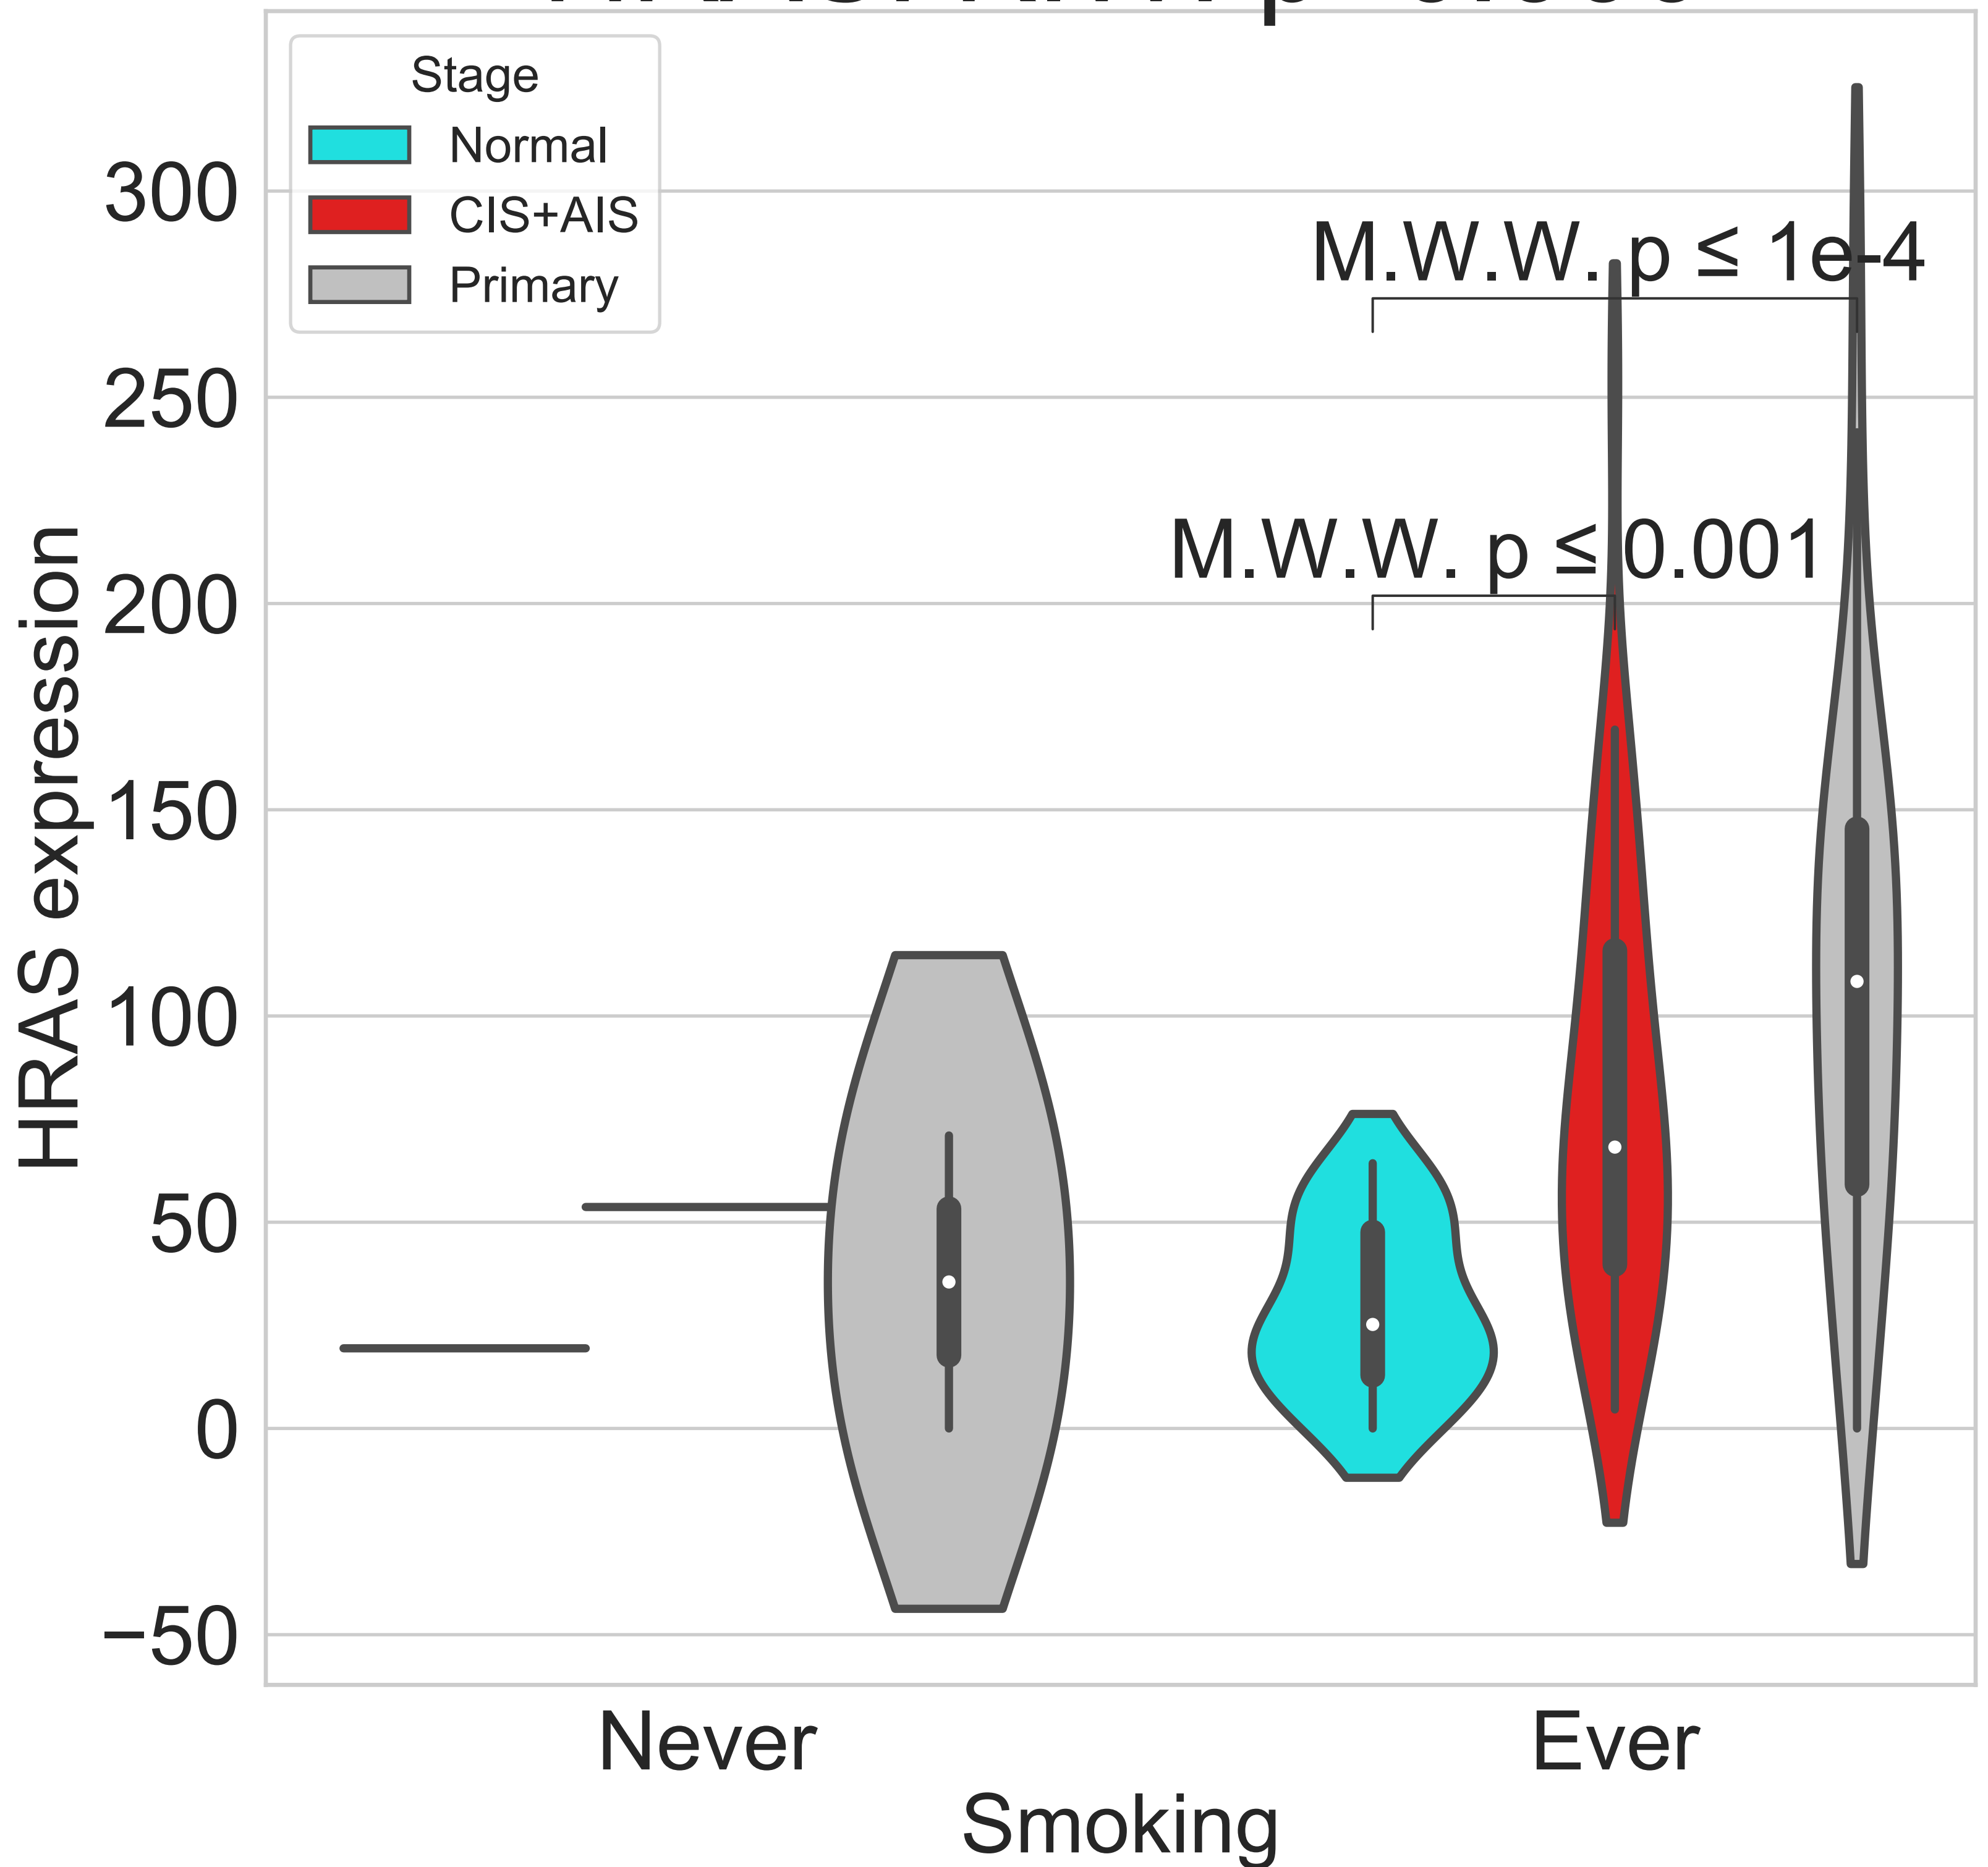 Stage
Normal
CIS+AIS
Primary
300
250
200
150
100
50
0
−50
HRAS expression
M.W.W. p ≤ 1e-4
M.W.W. p ≤ 0.001
Never
Ever
Smoking